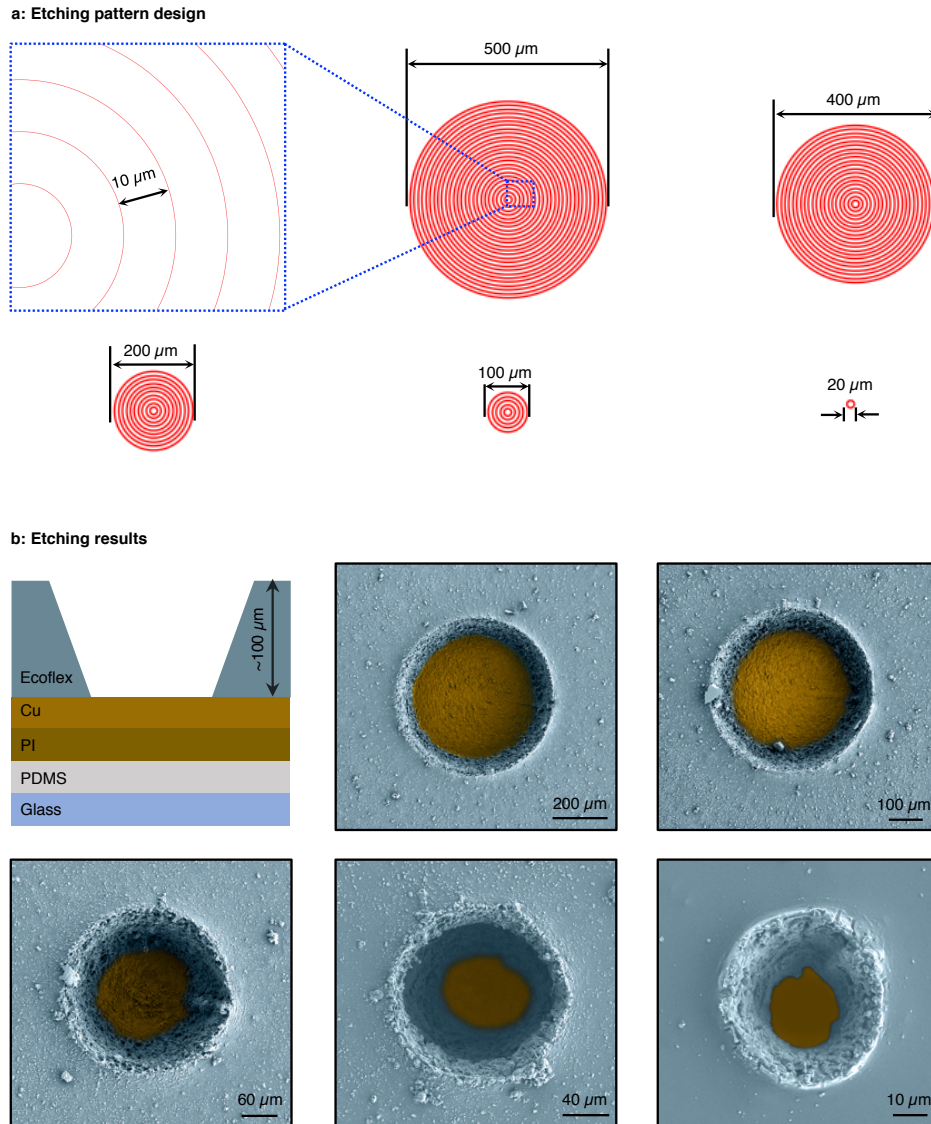 a: Etching pattern design
500 µm
400 µm
10 µm
200 µm
100 µm
20 µm
b: Etching results
~100 µm
Ecoflex
Cu
PI
PDMS
Glass
200 µm
100 µm
60 µm
40 µm
10 µm